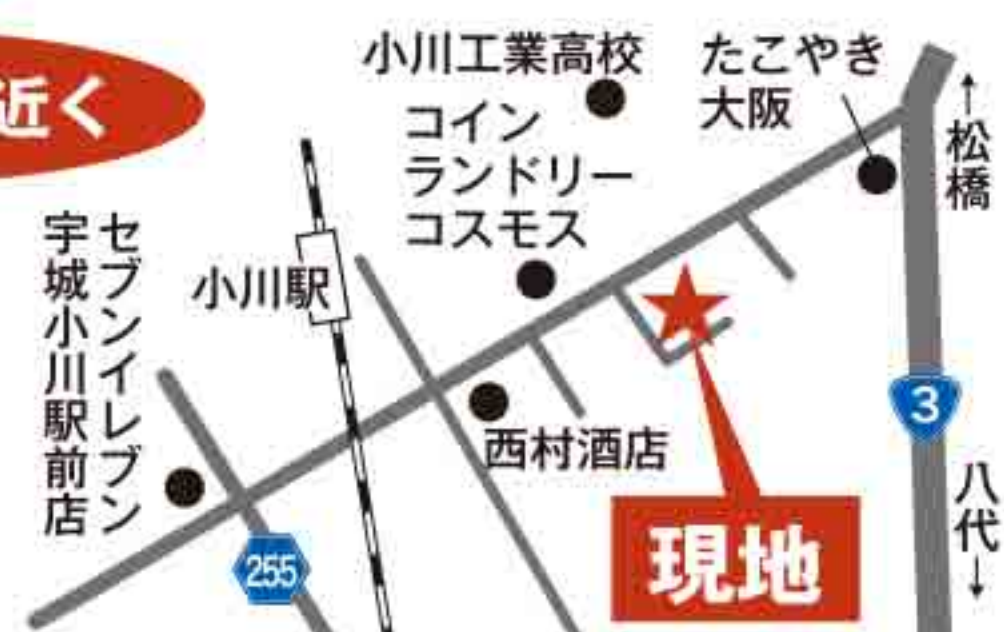 近く
小川工業高校
コイン
ランドリー
コスモス
たこやき
大阪
↑松橋
小川駅
セブンイレブン
宇城小川駅前店
3
西村酒店
現地
八代↓
255